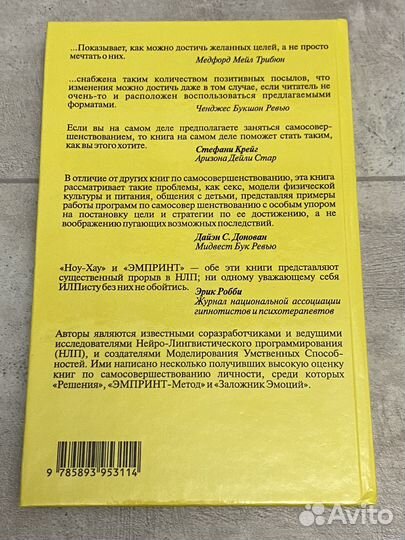 ...Показывает, как можно достичь желанных целей, а не просто
мечтать о них.
Медфорд Мейл Трибюн
...снабжена таким количеством позитивных посылов, что
изменения можно достичь даже в том случае, если читатель не
очень-то и расположен воспользоваться предлагаемыми
форматами.
Ченджес Букшон Ревью
Если вы на самом деле предполагаете заняться самосовер-
шенствованием, то книга на самом деле поможет стать таким,
как вы этого хотите.
Стефани Крейг
Аризона Дейли Стар
В отличие от других книг по самосовершенствованию, эта книга
рассматривает такие проблемы, как секс, модели физической
культуры и питания, общения с детьми, представляя примеры
работы программ по самосовер шенствованию с особым упором
на постановку цели и стратегии по ее достижению, а не
воображению пугающих возможных последствий.
Дайэн С. Донован
Мидвест Бук Ревью
«Ноу-Хау» и «ЭМПРИНТ» — обе эти книги представляют
существенный прорыв в НЛП; ни одному уважающему себя
НЛПисту без них не обойтись.
Эрик Робби
Журнал национальной ассоциации
гипнотистов и психотерапевтов
Авторы являются известными соразработчиками и ведущими
исследователями Нейро-Лингвистического программирования
(НЛП), и создателями Моделирования Умственных Способ-
ностей. Ими написано несколько получивших высокую оценку
книг по самосовершествованию личности, среди которых
«Решения», «ЭМПРИНТ-Метод» и «Заложник Эмоций».
9 785893 953114
Avito